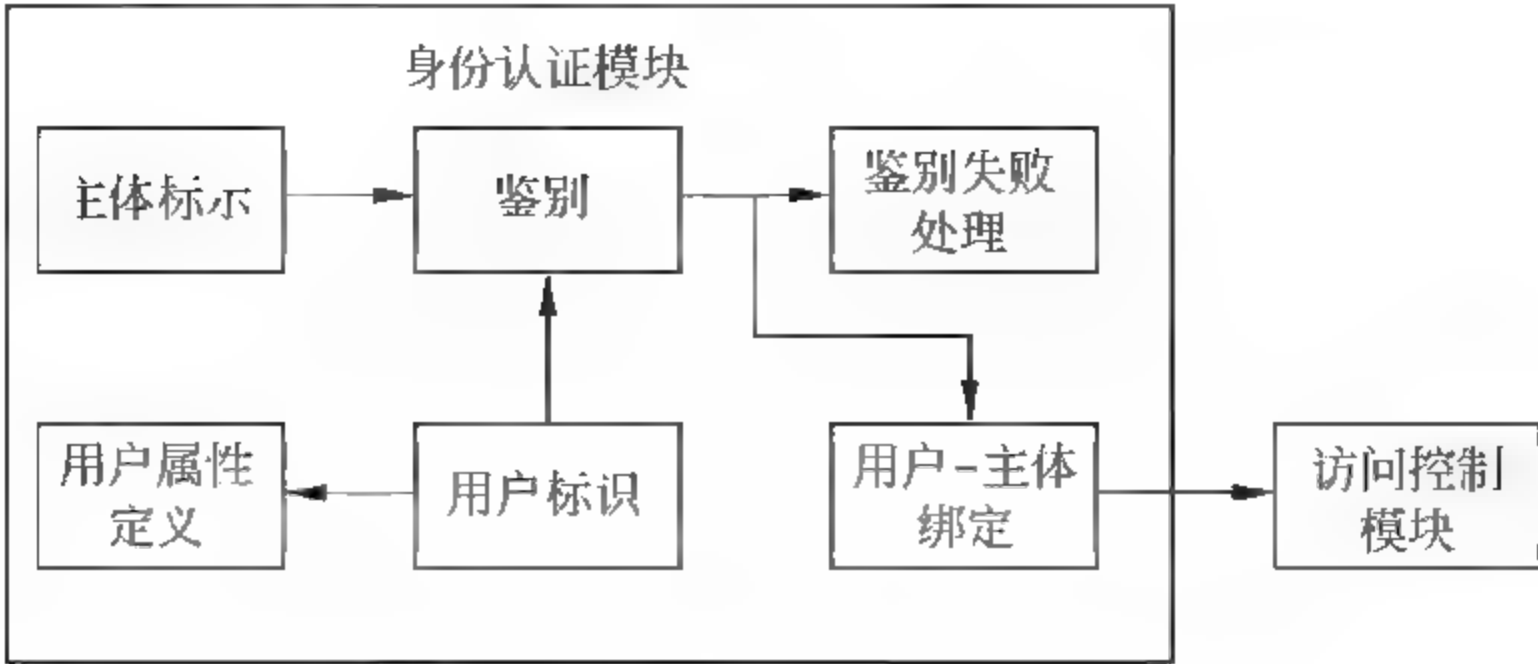 身份认证模块
主体标示
鉴别
鉴别失败
处理
用户属性
定义
用户标识
用户-主体
绑定
访问控制
模块